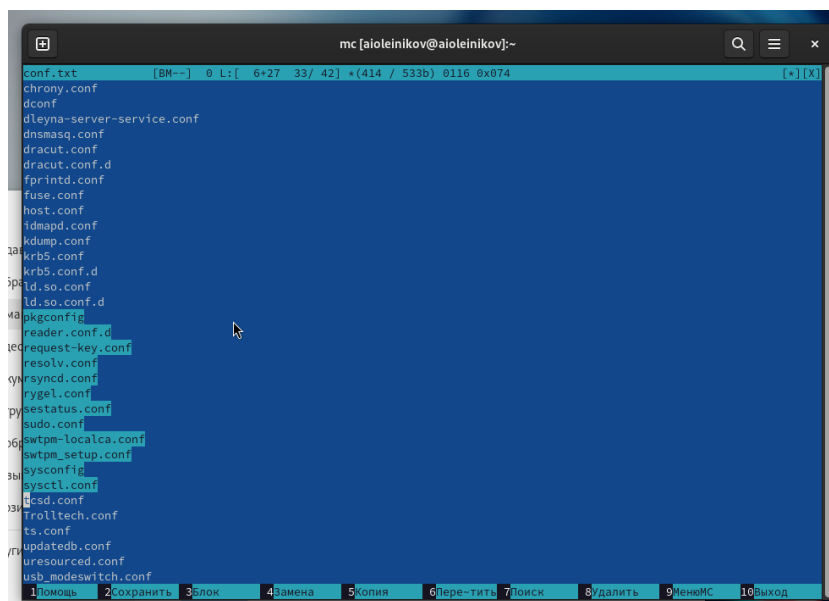 mc [aioleinikov@aioleinikov]:~
conf.txt [BM--] 0 L:[ 6+27 33/ 42] *(414 / 533b) 0116 0x074 [*][X]
chrony.conf
dconf
dleyna-server-service.conf
dnsmasq.conf
dracut.conf
dracut.conf.d
fprintd.conf
fuse.conf
host.conf
idmapd.conf
kdump.conf
krb5.conf
krb5.conf.d
ld.so.conf
ld.so.conf.d
pkgconfig
reader.conf.d
request-key.conf
resolv.conf
rsyncd.conf
rygel.conf
sestatus.conf
sudo.conf
swtpm-localca.conf
swtpm_setup.conf
sysconfig
sysctl.conf
tcsd.conf
Trolltech.conf
ts.conf
updatedb.conf
uresourced.conf
usb_modeswitch.conf
1Помощь 2Сохранить 3Блок 4Замена 5Копия 6Пере~тить 7Поиск 8Удалить 9МенюMC 10Выход